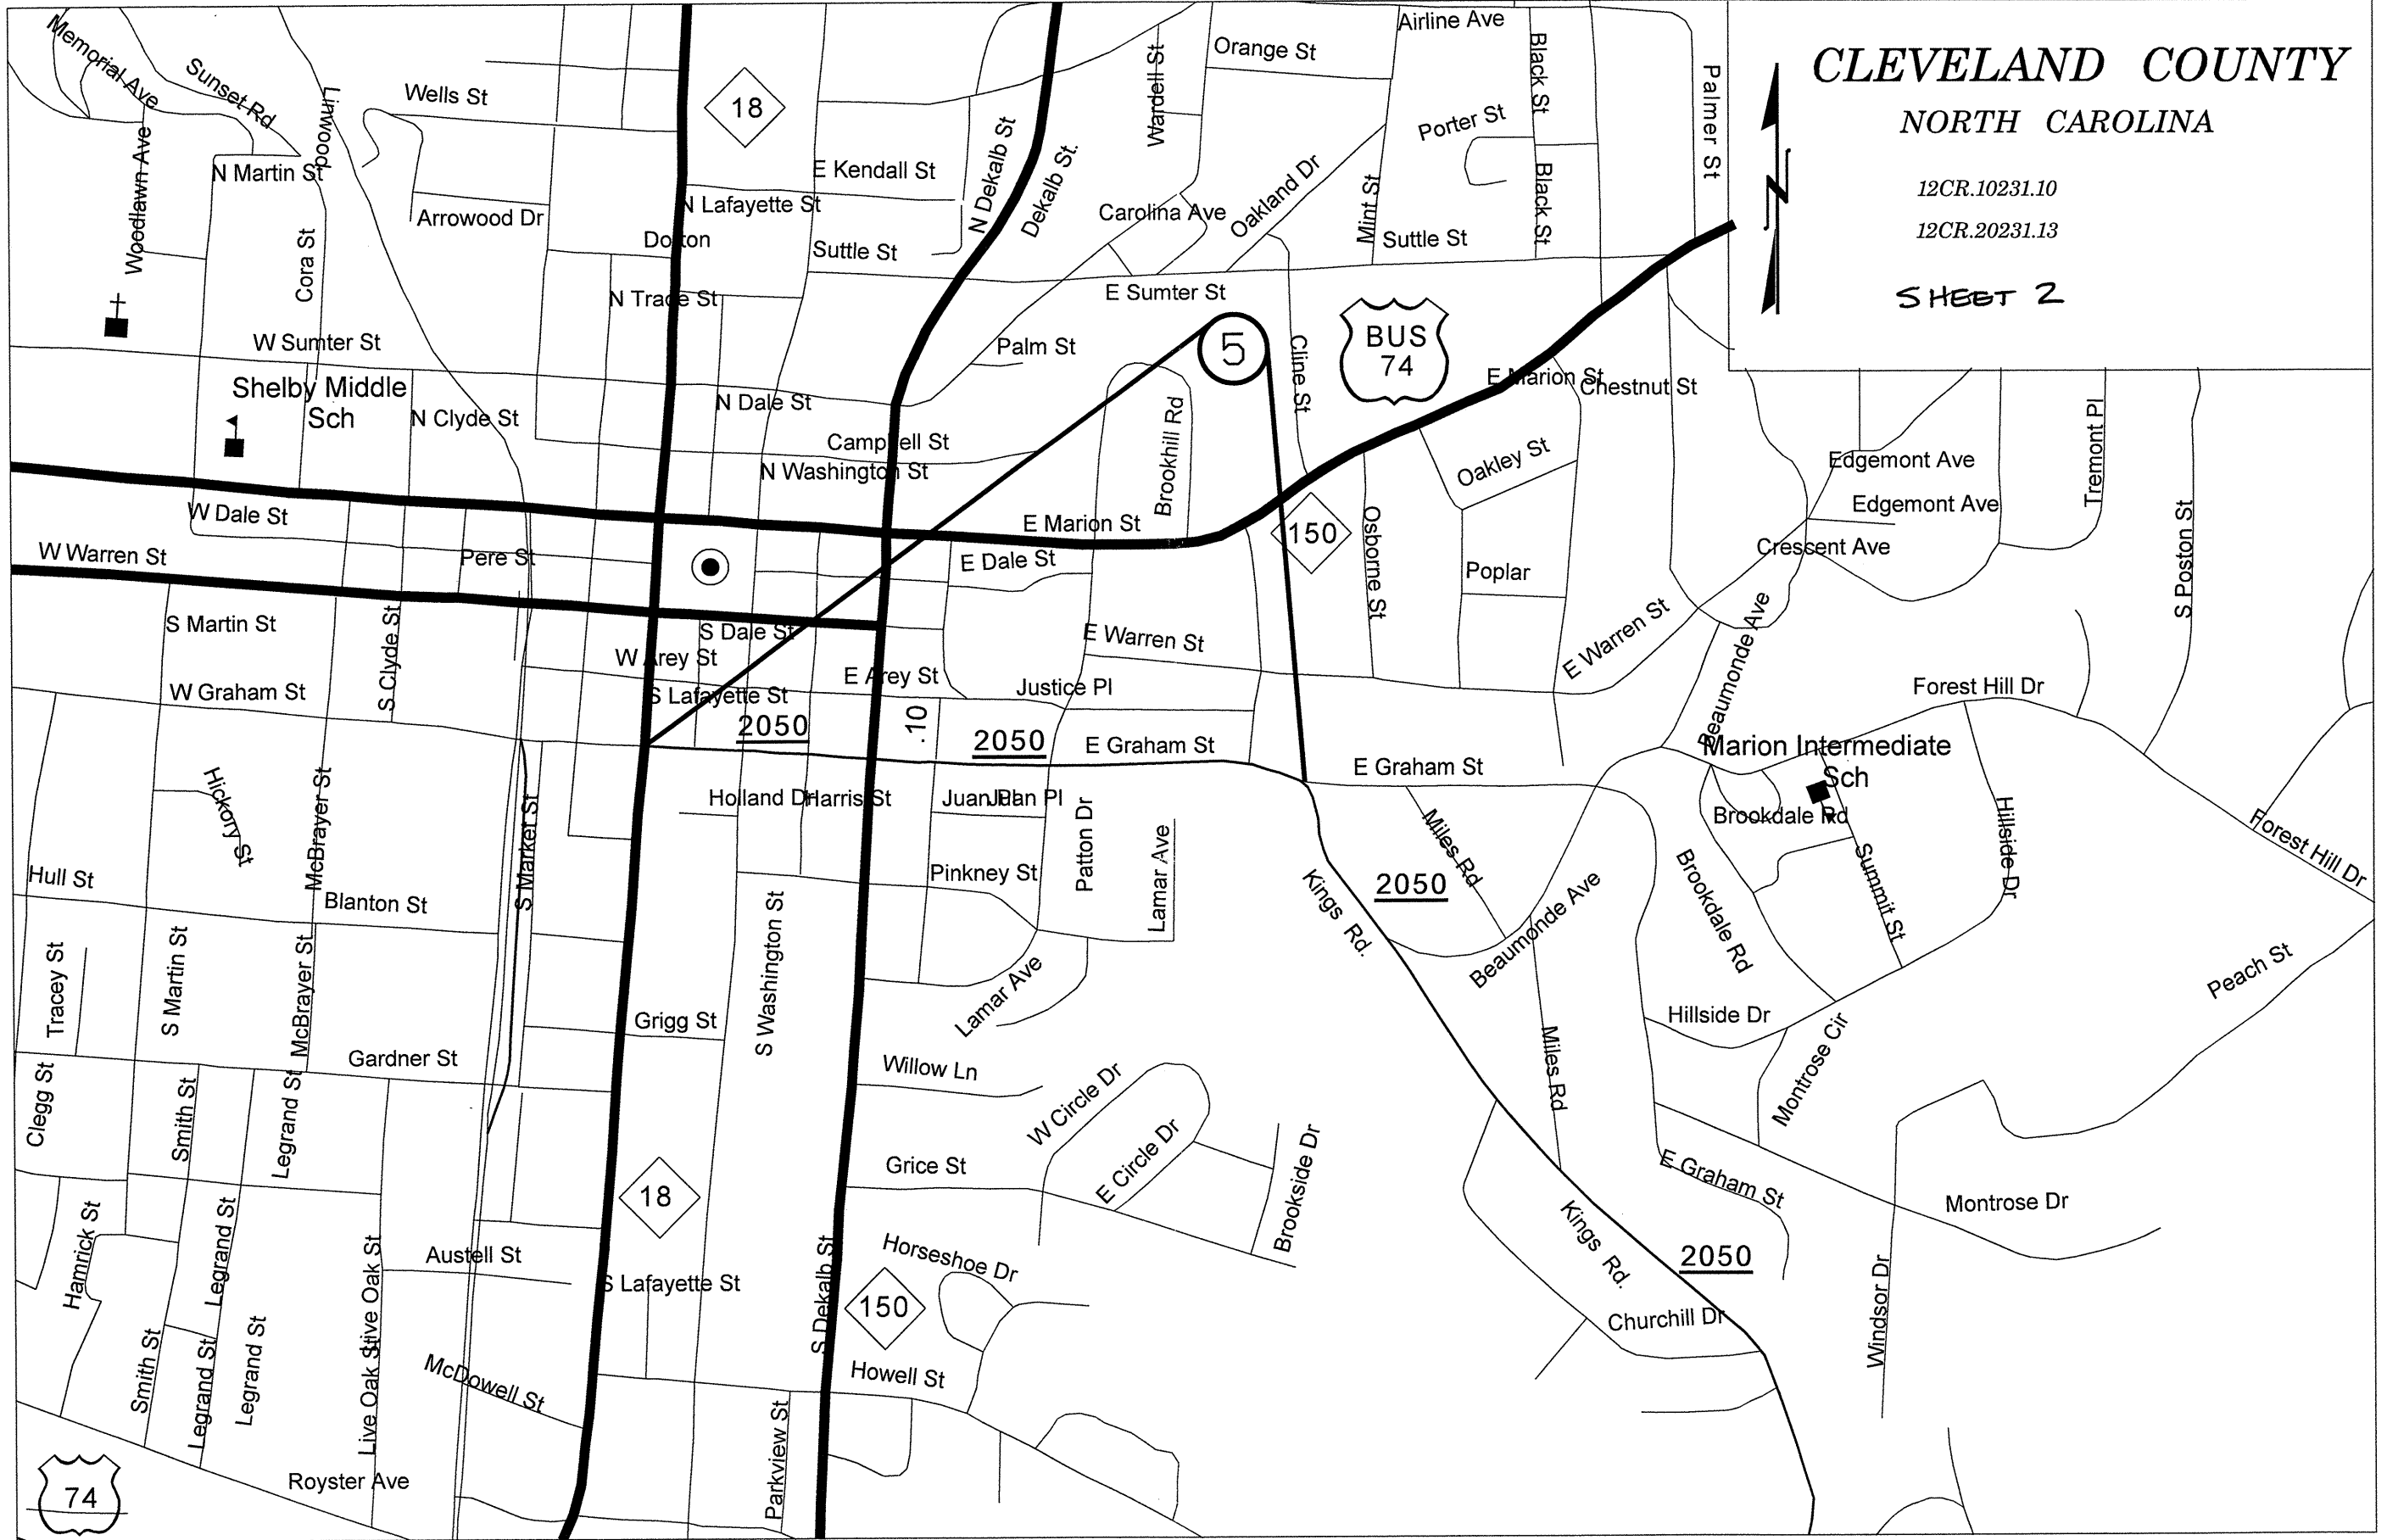 CLEVELAND COUNTY
NORTH CAROLINA
12CR.10231.10
12CR.20231.13
SHEET 2
Memorial Ave
Sunset Rd
Linwood
Wells St
18
Woodlawn Ave
N Martin St
Cora St
Arrowood Dr
E Kendall St
N Lafayette St
N Dekalb St
Dekalb St.
Wardell St
Orange St
Airline Ave
Black St
Porter St
Palmer St
Black St
Carolina Ave
Oakland Dr
Mint St
Suttle St
Suttle St
N Trade St
E Sumter St
W Sumter St
Palm St
5
BUS
74
Cline St
Shelby Middle
Sch
N Clyde St
N Dale St
Campbell St
N Washington St
Brookhill Rd
E Marion St
Chestnut St
Oakley St
Edgemont Ave
Edgemont Ave
Tremont Pl
W Dale St
E Marion St
150
Osborne St
Crescent Ave
S Poston St
W Warren St
Pere St
E Dale St
Poplar
S Martin St
S Clyde St
S Dale St
E Warren St
E Warren St
Beaumonde Ave
W Arey St
E Arey St
Justice Pl
W Graham St
S Lafayette St
Forest Hill Dr
2050
.10
2050
E Graham St
E Graham St
Marion Intermediate
Sch
Hickory St
McBrayer St
S Market St
Holland Dr
Harris St
Juan Pl
Juan Pl
Patton Dr
Lamar Ave
Miles Rd
Brookdale Rd
Hillside Dr
Forest Hill Dr
Hull St
Blanton St
Pinkney St
Kings Rd.
2050
Beaumonde Ave
Brookdale Rd
Summit St
Tracey St
S Martin St
McBrayer St
S Washington St
Lamar Ave
Peach St
Grigg St
Hillside Dr
Gardner St
Willow Ln
Miles Rd
Montrose Cir
Clegg St
Smith St
Legrand St
W Circle Dr
E Circle Dr
Brookside Dr
Grice St
E Graham St
Montrose Dr
18
Hamrick St
Legrand St
Live Oak St
Austell St
S Lafayette St
S Dekalb St
Horseshoe Dr
150
Kings Rd.
2050
Churchill Dr
Windsor Dr
Smith St
Legrand St
Legrand St
Live Oak St
McDowell St
Howell St
Parkview St
Royster Ave
74